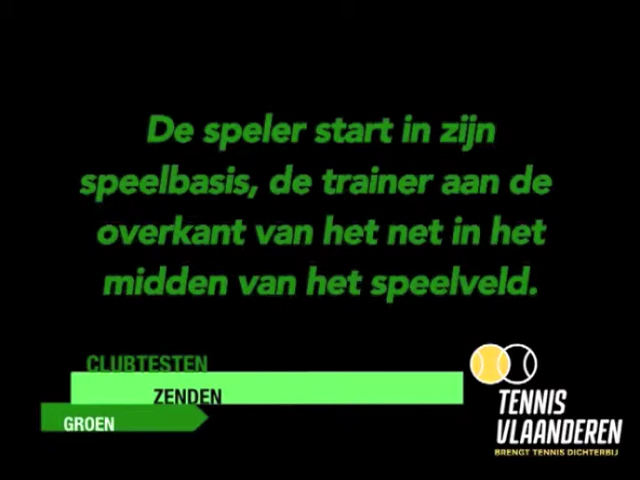 De speler start in zijn
speelbasis, de trainer aan de
overkant van het net in het
midden van het speelveld.
CLUBTESTEN
ZENDEN
GROEN
TENNIS
VLAANDEREN
BRENGT TENNIS DICHTERBIJ